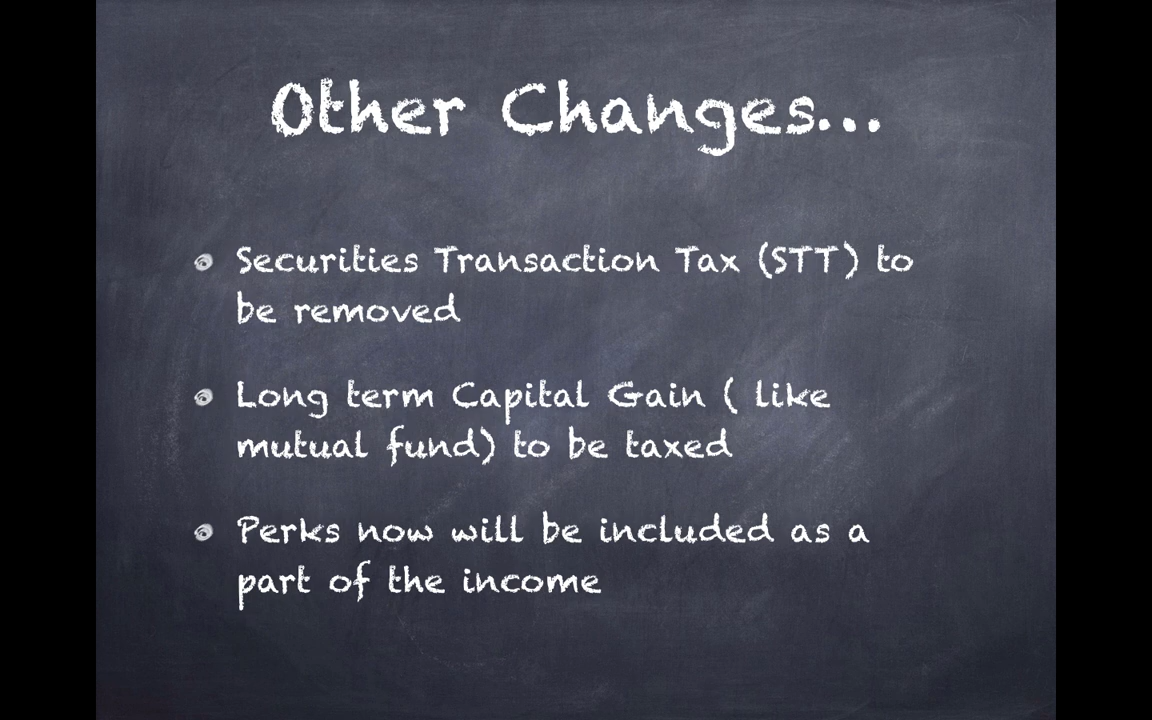 Other Changes...
Securities Transaction Tax (STT) to
be removed
Long term Capital Gain ( like
mutual fund) to be taxed
Perks now will be included as a
part of the income